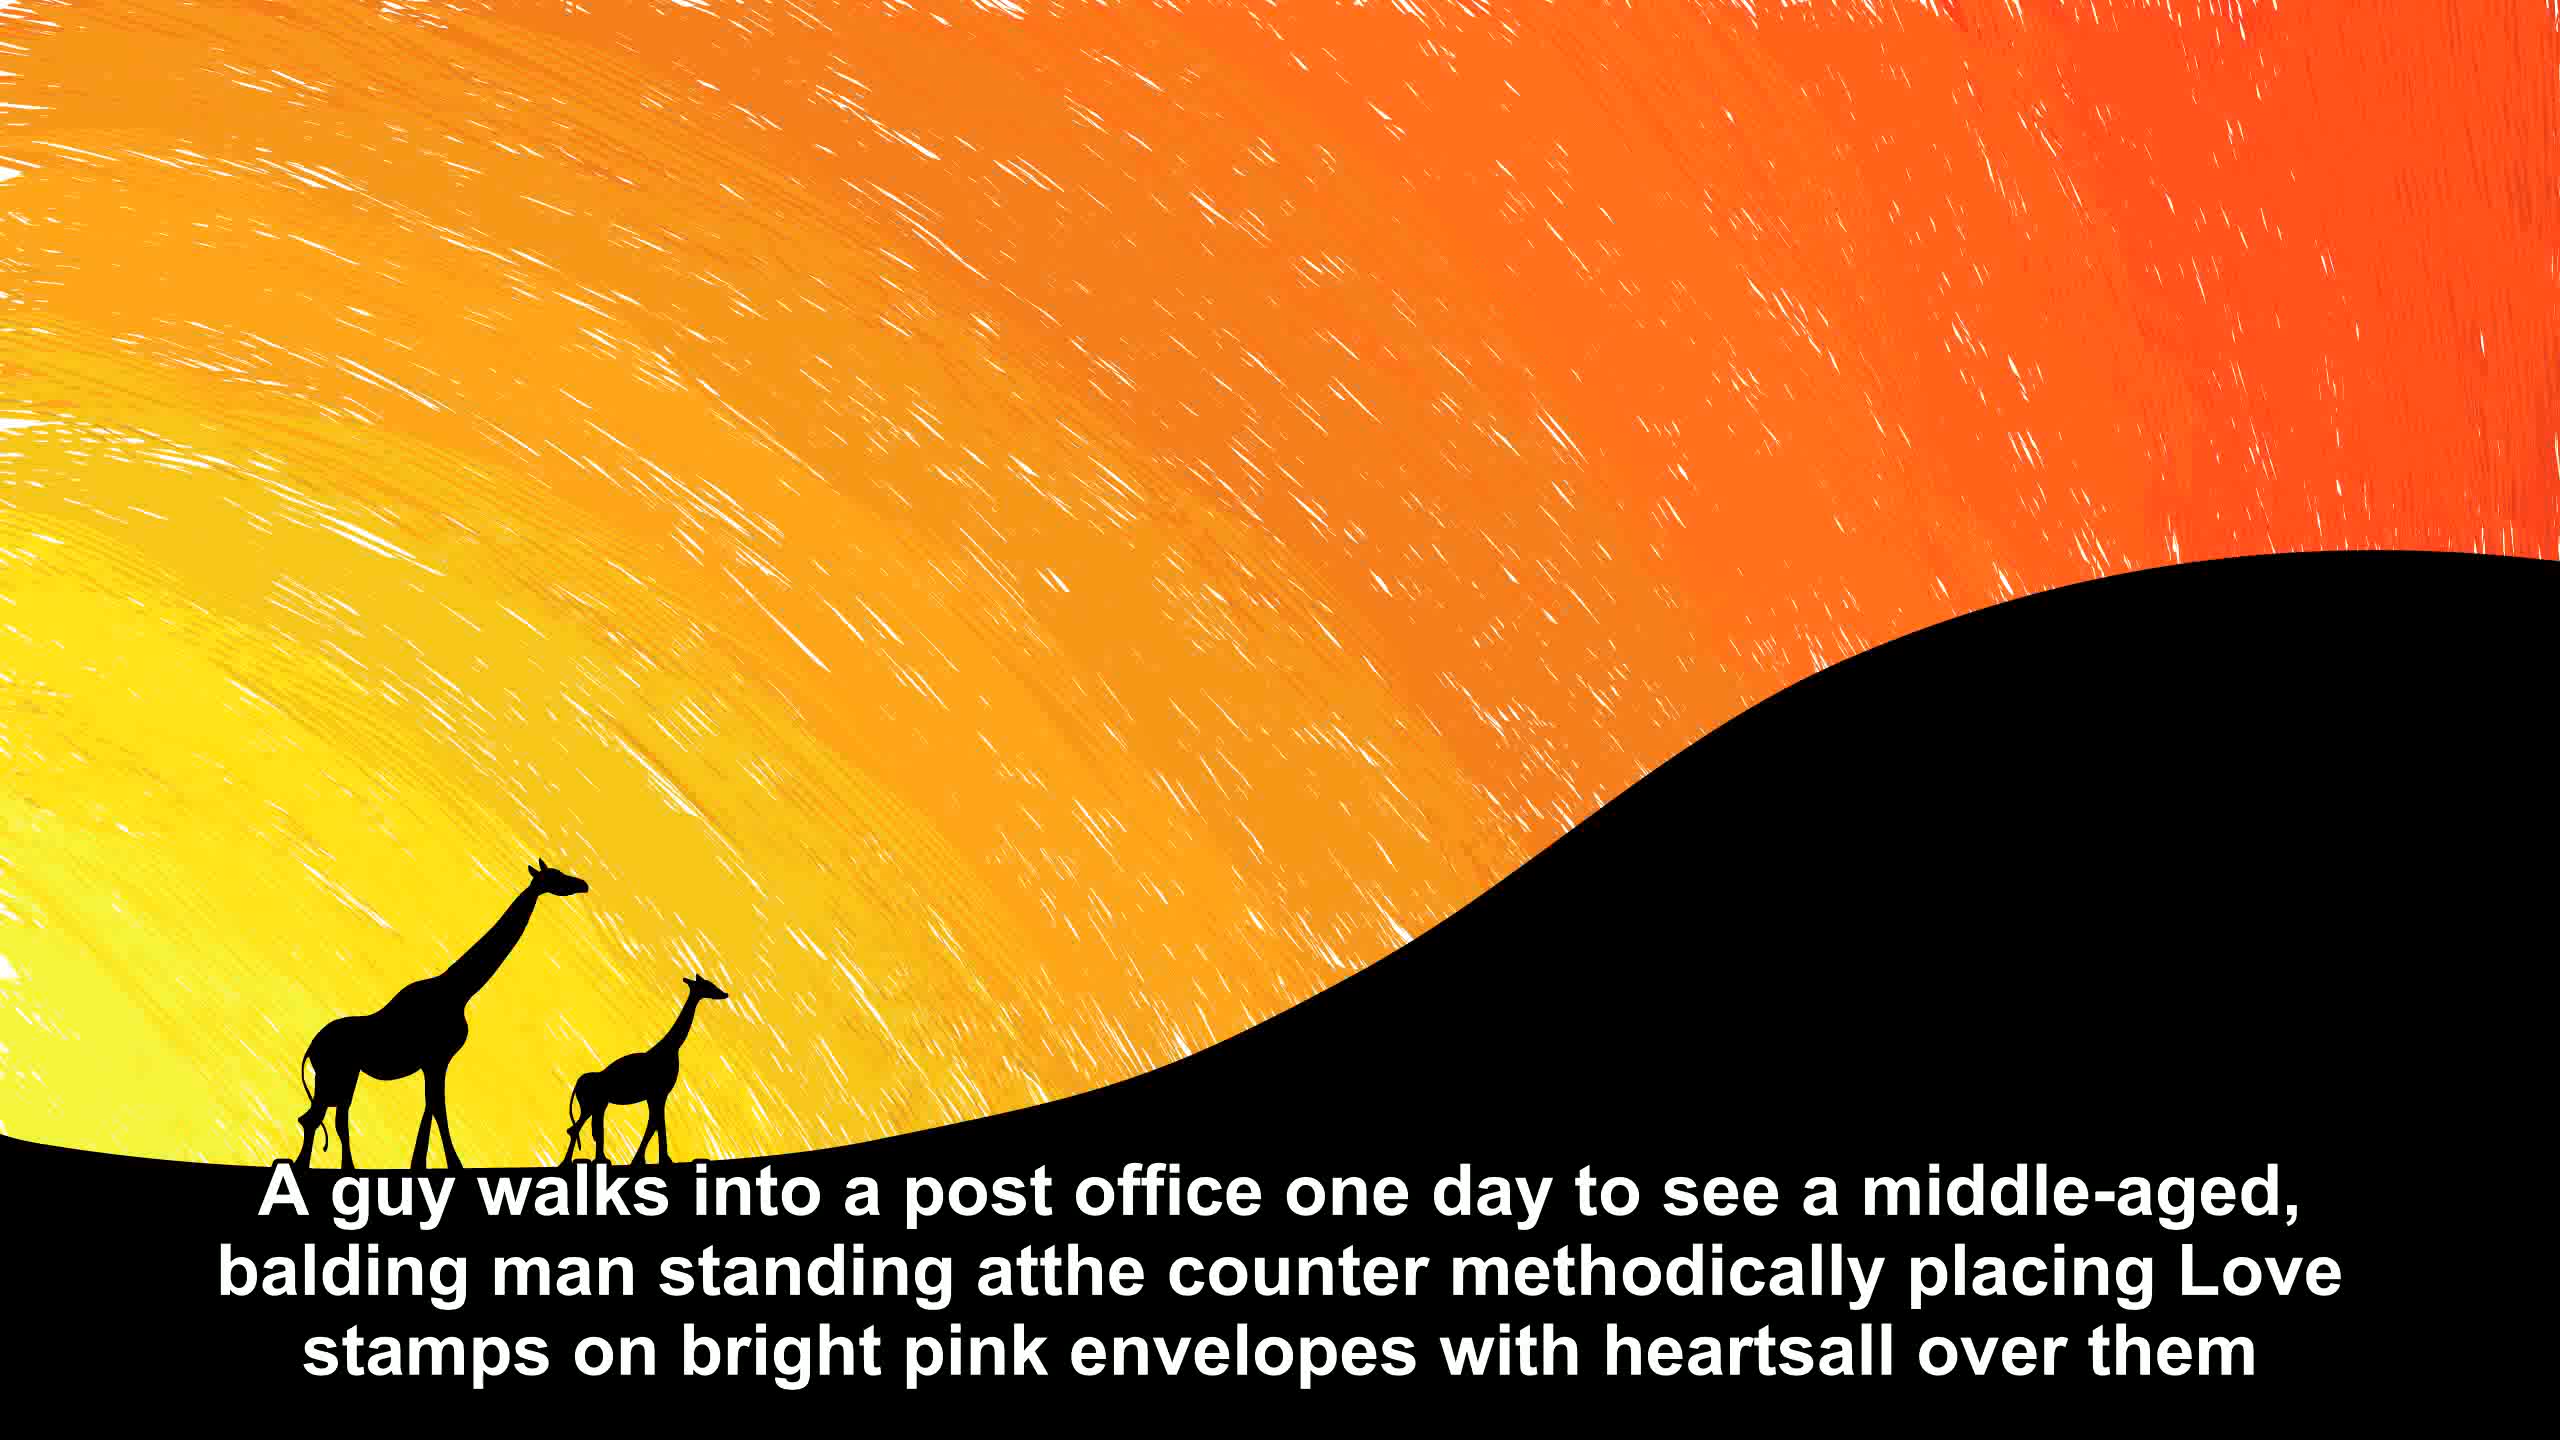 A guy walks into a post office one day to see a middle-aged,
balding man standing atthe counter methodically placing Love
stamps on bright pink envelopes with heartsall over them